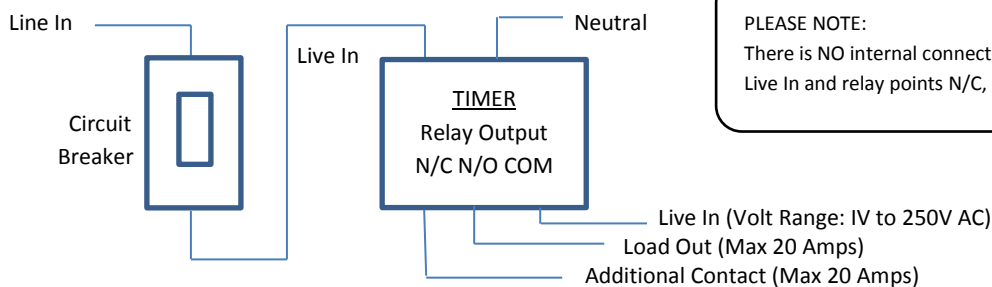 Line In
Neutral
Live In
Circuit
Breaker
TIMER
Relay Output
N/C N/O COM
PLEASE NOTE:
There is NO internal connect
Live In and relay points N/C,
Live In (Volt Range: IV to 250V AC)
Load Out (Max 20 Amps)
Additional Contact (Max 20 Amps)